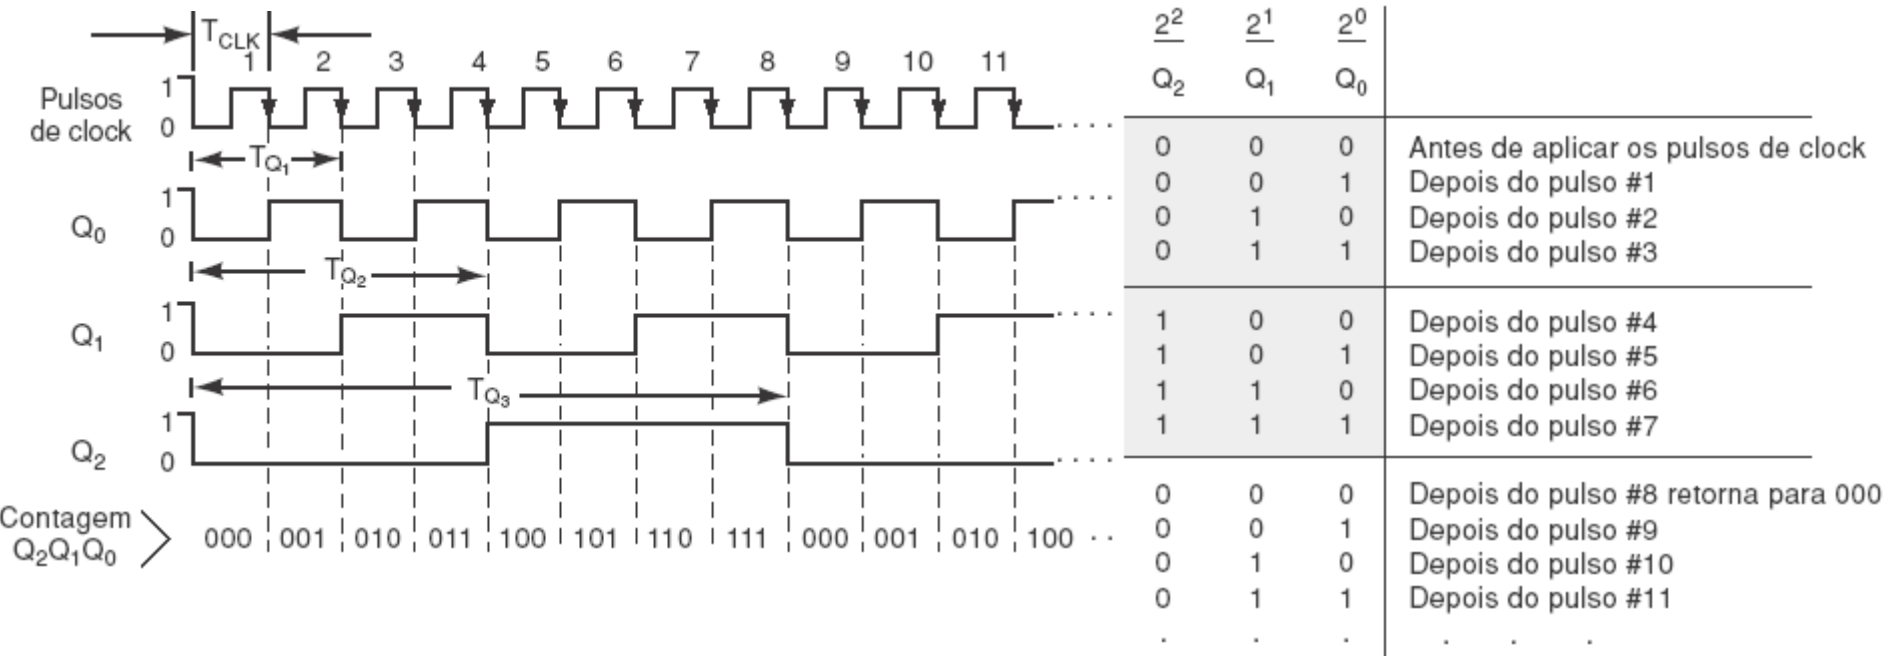 T_CLK
1 2 3 4 5 6 7 8 9 10 11
Pulsos
de clock
1
0
T_Q₁
Q₀
1
0
T_Q₂
Q₁
1
0
T_Q₃
Q₂
1
0
Contagem
Q₂Q₁Q₀
000 001 010 011 100 101 110 111 000 001 010 100 . .
2² 2¹ 2⁰
Q₂ Q₁ Q₀
0 0 0 Antes de aplicar os pulsos de clock
0 0 1 Depois do pulso #1
0 1 0 Depois do pulso #2
0 1 1 Depois do pulso #3
1 0 0 Depois do pulso #4
1 0 1 Depois do pulso #5
1 1 0 Depois do pulso #6
1 1 1 Depois do pulso #7
0 0 0 Depois do pulso #8 retorna para 000
0 0 1 Depois do pulso #9
0 1 0 Depois do pulso #10
0 1 1 Depois do pulso #11
. . . . . .